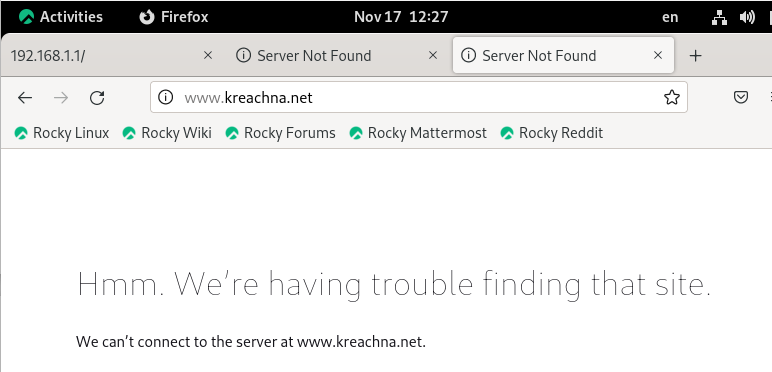 Activities Firefox Nov 17 12:27 en
192.168.1.1/ Server Not Found Server Not Found
www.kreachna.net
Rocky Linux Rocky Wiki Rocky Forums Rocky Mattermost Rocky Reddit
Hmm. We're having trouble finding that site.
We can't connect to the server at www.kreachna.net.